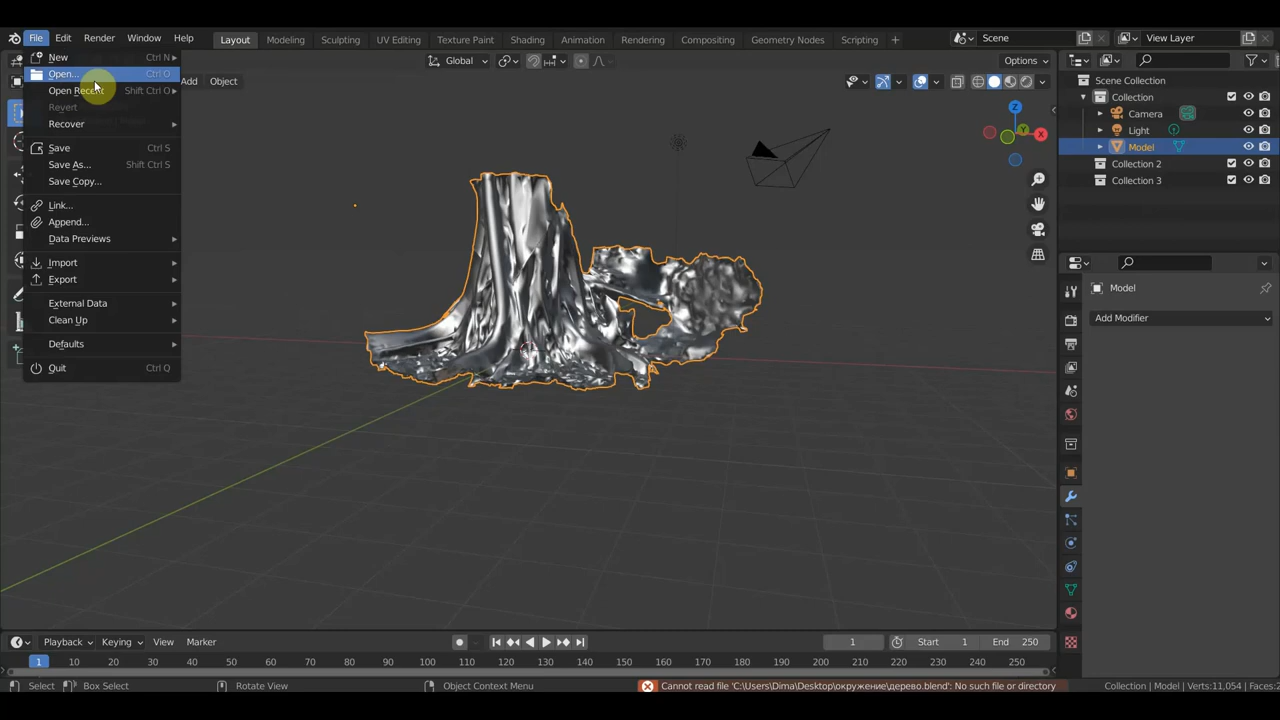 File Edit Render Window Help Layout Modeling Sculpting UV Editing Texture Paint Shading Animation Rendering Compositing Geometry Nodes Scripting + Scene View Layer
New Ctrl N
Open... Ctrl O
Open Recent Shift Ctrl O
Revert
Recover
Save Ctrl S
Save As... Shift Ctrl S
Save Copy...
Link...
Append...
Data Previews
Import
Export
External Data
Clean Up
Defaults
Quit Ctrl Q
Global Options
Add Object
Z
Y
X
Scene Collection
Collection
Camera
Light
Model
Collection 2
Collection 3
Model
Add Modifier
Playback Keying View Marker 1 Start 1 End 250
1 10 20 30 40 50 60 70 80 90 100 110 120 130 140 150 160 170 180 190 200 210 220 230 240 250
Select Box Select Rotate View Object Context Menu Cannot read file 'C:\Users\Dima\Desktop\окружение\дерево.blend': No such file or directory Collection | Model | Verts:11,054 | Faces: